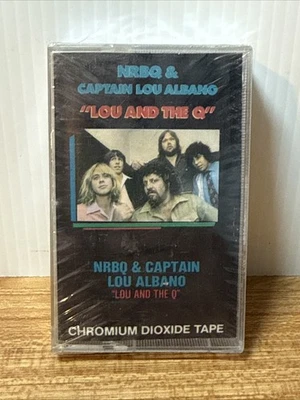 NRBQ &
CAPTAIN LOU ALBANO
"LOU AND THE Q"
NRBQ & CAPTAIN
LOU ALBANO
"LOU AND THE Q"
CHROMIUM DIOXIDE TAPE